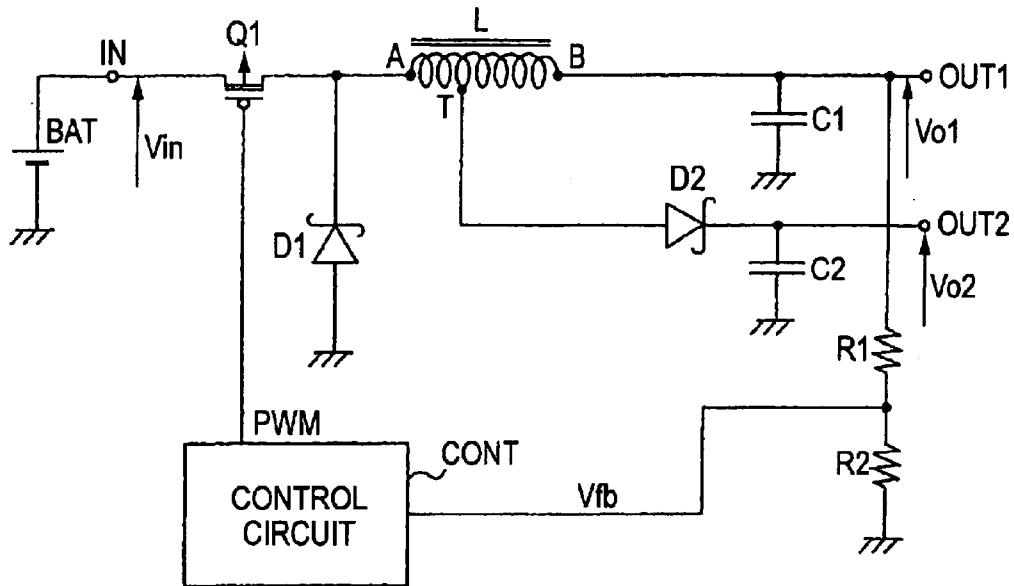 IN
Q1
A
L
B
OUT1
T
BAT
Vin
C1
Vo1
D2
OUT2
D1
C2
Vo2
R1
PWM
CONT
R2
CONTROL
CIRCUIT
Vfb